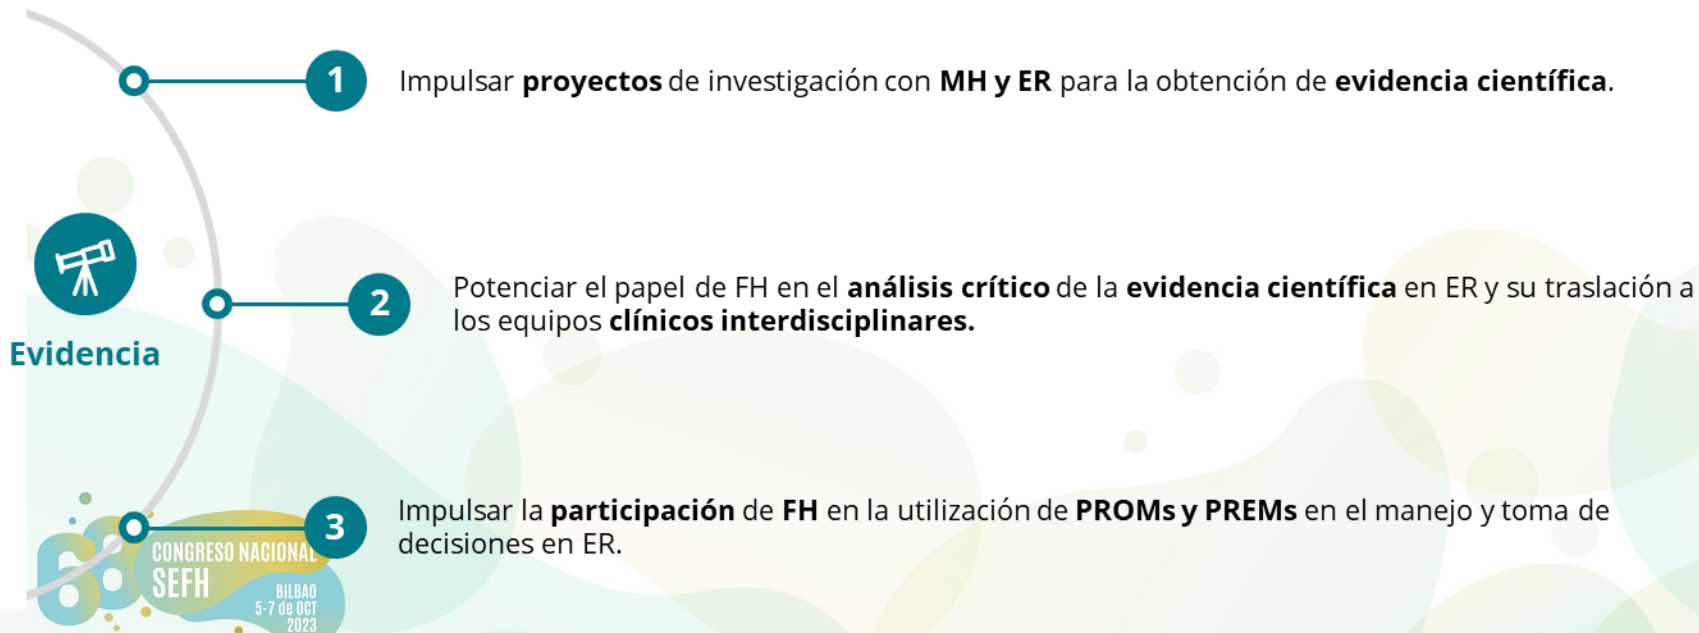 1
Impulsar proyectos de investigación con MH y ER para la obtención de evidencia científica.
2
Potenciar el papel de FH en el análisis crítico de la evidencia científica en ER y su traslación a
los equipos clínicos interdisciplinares.
Evidencia
3
Impulsar la participación de FH en la utilización de PROMs y PREMs en el manejo y toma de
decisiones en ER.
68
CONGRESO NACIONAL
SEFH
BILBAO
5-7 de OCT
2023